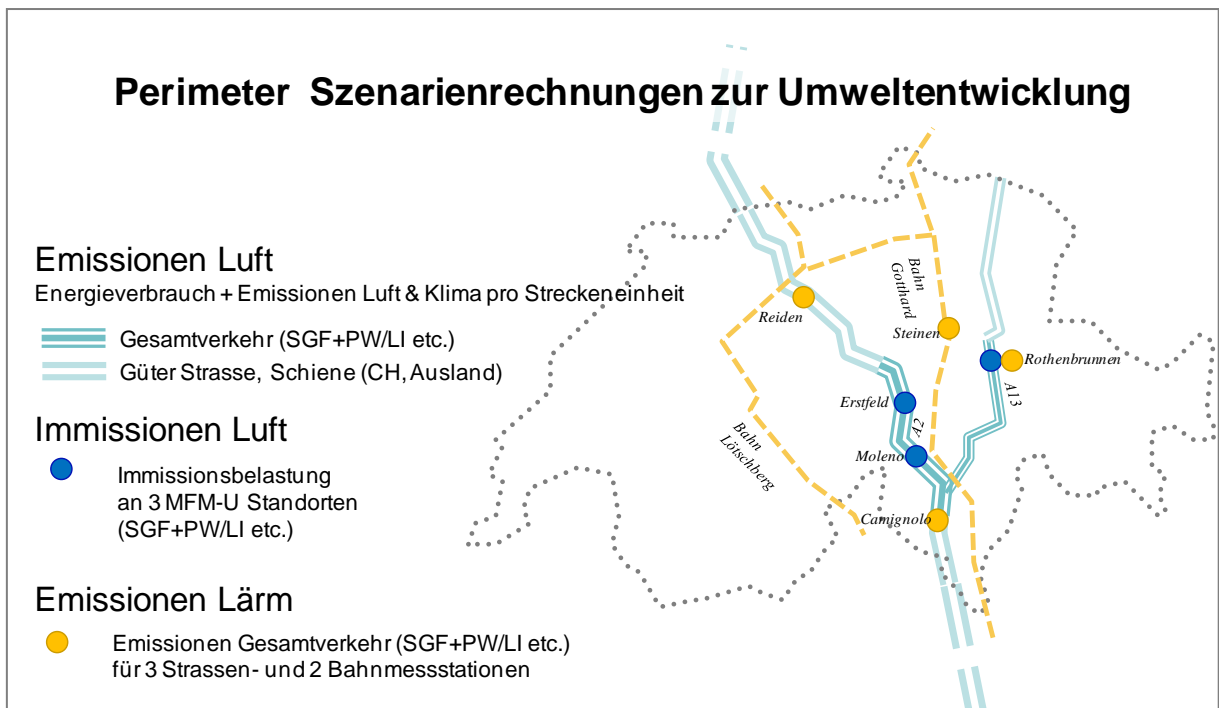 Perimeter Szenarienrechnungen zur Umweltentwicklung
Emissionen Luft
Energieverbrauch + Emissionen Luft & Klima pro Streckeneinheit
Gesamtverkehr (SGF+PW/LI etc.)
Güter Strasse, Schiene (CH, Ausland)
Immissionen Luft
Immissionsbelastung
an 3 MFM-U Standorten
(SGF+PW/LI etc.)
Emissionen Lärm
Emissionen Gesamtverkehr (SGF+PW/LI etc.)
für 3 Strassen- und 2 Bahnmessstationen
Bahn
Gotthard
Reiden
Steinen
Rothenbrunnen
A13
Erstfeld
A2
Moleno
Bahn
Lötschberg
Camignolo